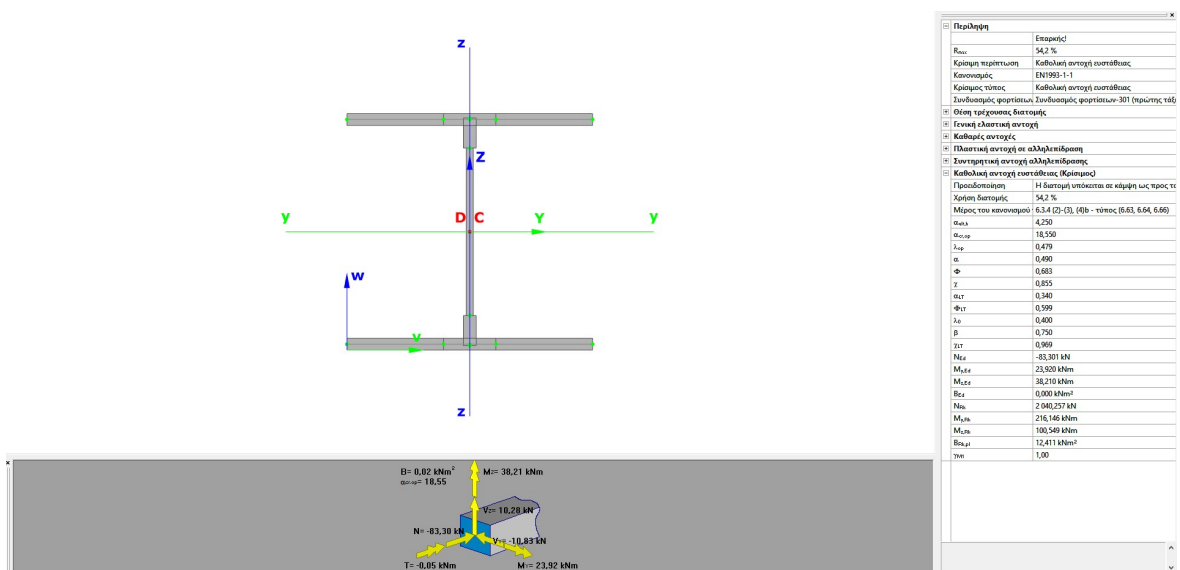 z
Z
D C
y
Y
y
w
v
z
B= 0,02 kNm²
αcr,op= 18,55
Mz= 38,21 kNm
Vz= 10,28 kN
N= -83,30 kN
Vy= -10,83 kN
T= -0,05 kNm
My= 23,92 kNm
Περίληψη
Επαρκής!
Rmax 54,2 %
Κρίσιμη περίπτωση Καθολική αντοχή ευστάθειας
Κανονισμός EN1993-1-1
Κρίσιμος τύπος Καθολική αντοχή ευστάθειας
Συνδυασμός φορτίσεων Συνδυασμός φορτίσεων-301 (πρώτης τάξ
Θέση τρέχουσας διατομής
Γενική ελαστική αντοχή
Καθαρές αντοχές
Πλαστική αντοχή σε αλληλεπίδραση
Συντηρητική αντοχή αλληλεπίδρασης
Καθολική αντοχή ευστάθειας (Κρίσιμος)
Προειδοποίηση Η διατομή υπόκειται σε κάμψη ως προς το
Χρήση διατομής 54,2 %
Μέρος του κανονισμού 6.3.4 (2)-(3), (4)b - τύπος (6.63, 6.64, 6.66)
αult,k 4,250
αcr,op 18,550
λop 0,479
α 0,490
Φ 0,683
χ 0,855
αLT 0,340
ΦLT 0,599
λ0 0,400
β 0,750
χLT 0,969
NEd -83,301 kN
My,Ed 23,920 kNm
Mz,Ed 38,210 kNm
BEd 0,000 kNm²
NRk 2 040,257 kN
My,Rk 216,146 kNm
Mz,Rk 100,549 kNm
BRk,pl 12,411 kNm²
γM1 1,00